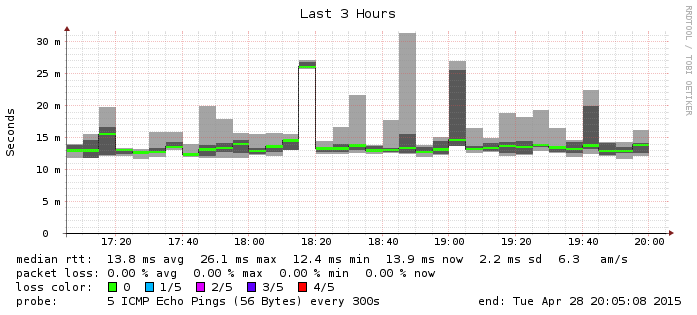 Last 3 Hours
RRDTOOL / TOBI OETIKER
Seconds
30 m
25 m
20 m
15 m
10 m
5 m
0
17:20 17:40 18:00 18:20 18:40 19:00 19:20 19:40 20:00
median rtt: 13.8 ms avg 26.1 ms max 12.4 ms min 13.9 ms now 2.2 ms sd 6.3 am/s
packet loss: 0.00 % avg 0.00 % max 0.00 % min 0.00 % now
loss color: 0 1/5 2/5 3/5 4/5
probe: 5 ICMP Echo Pings (56 Bytes) every 300s end: Tue Apr 28 20:05:08 2015